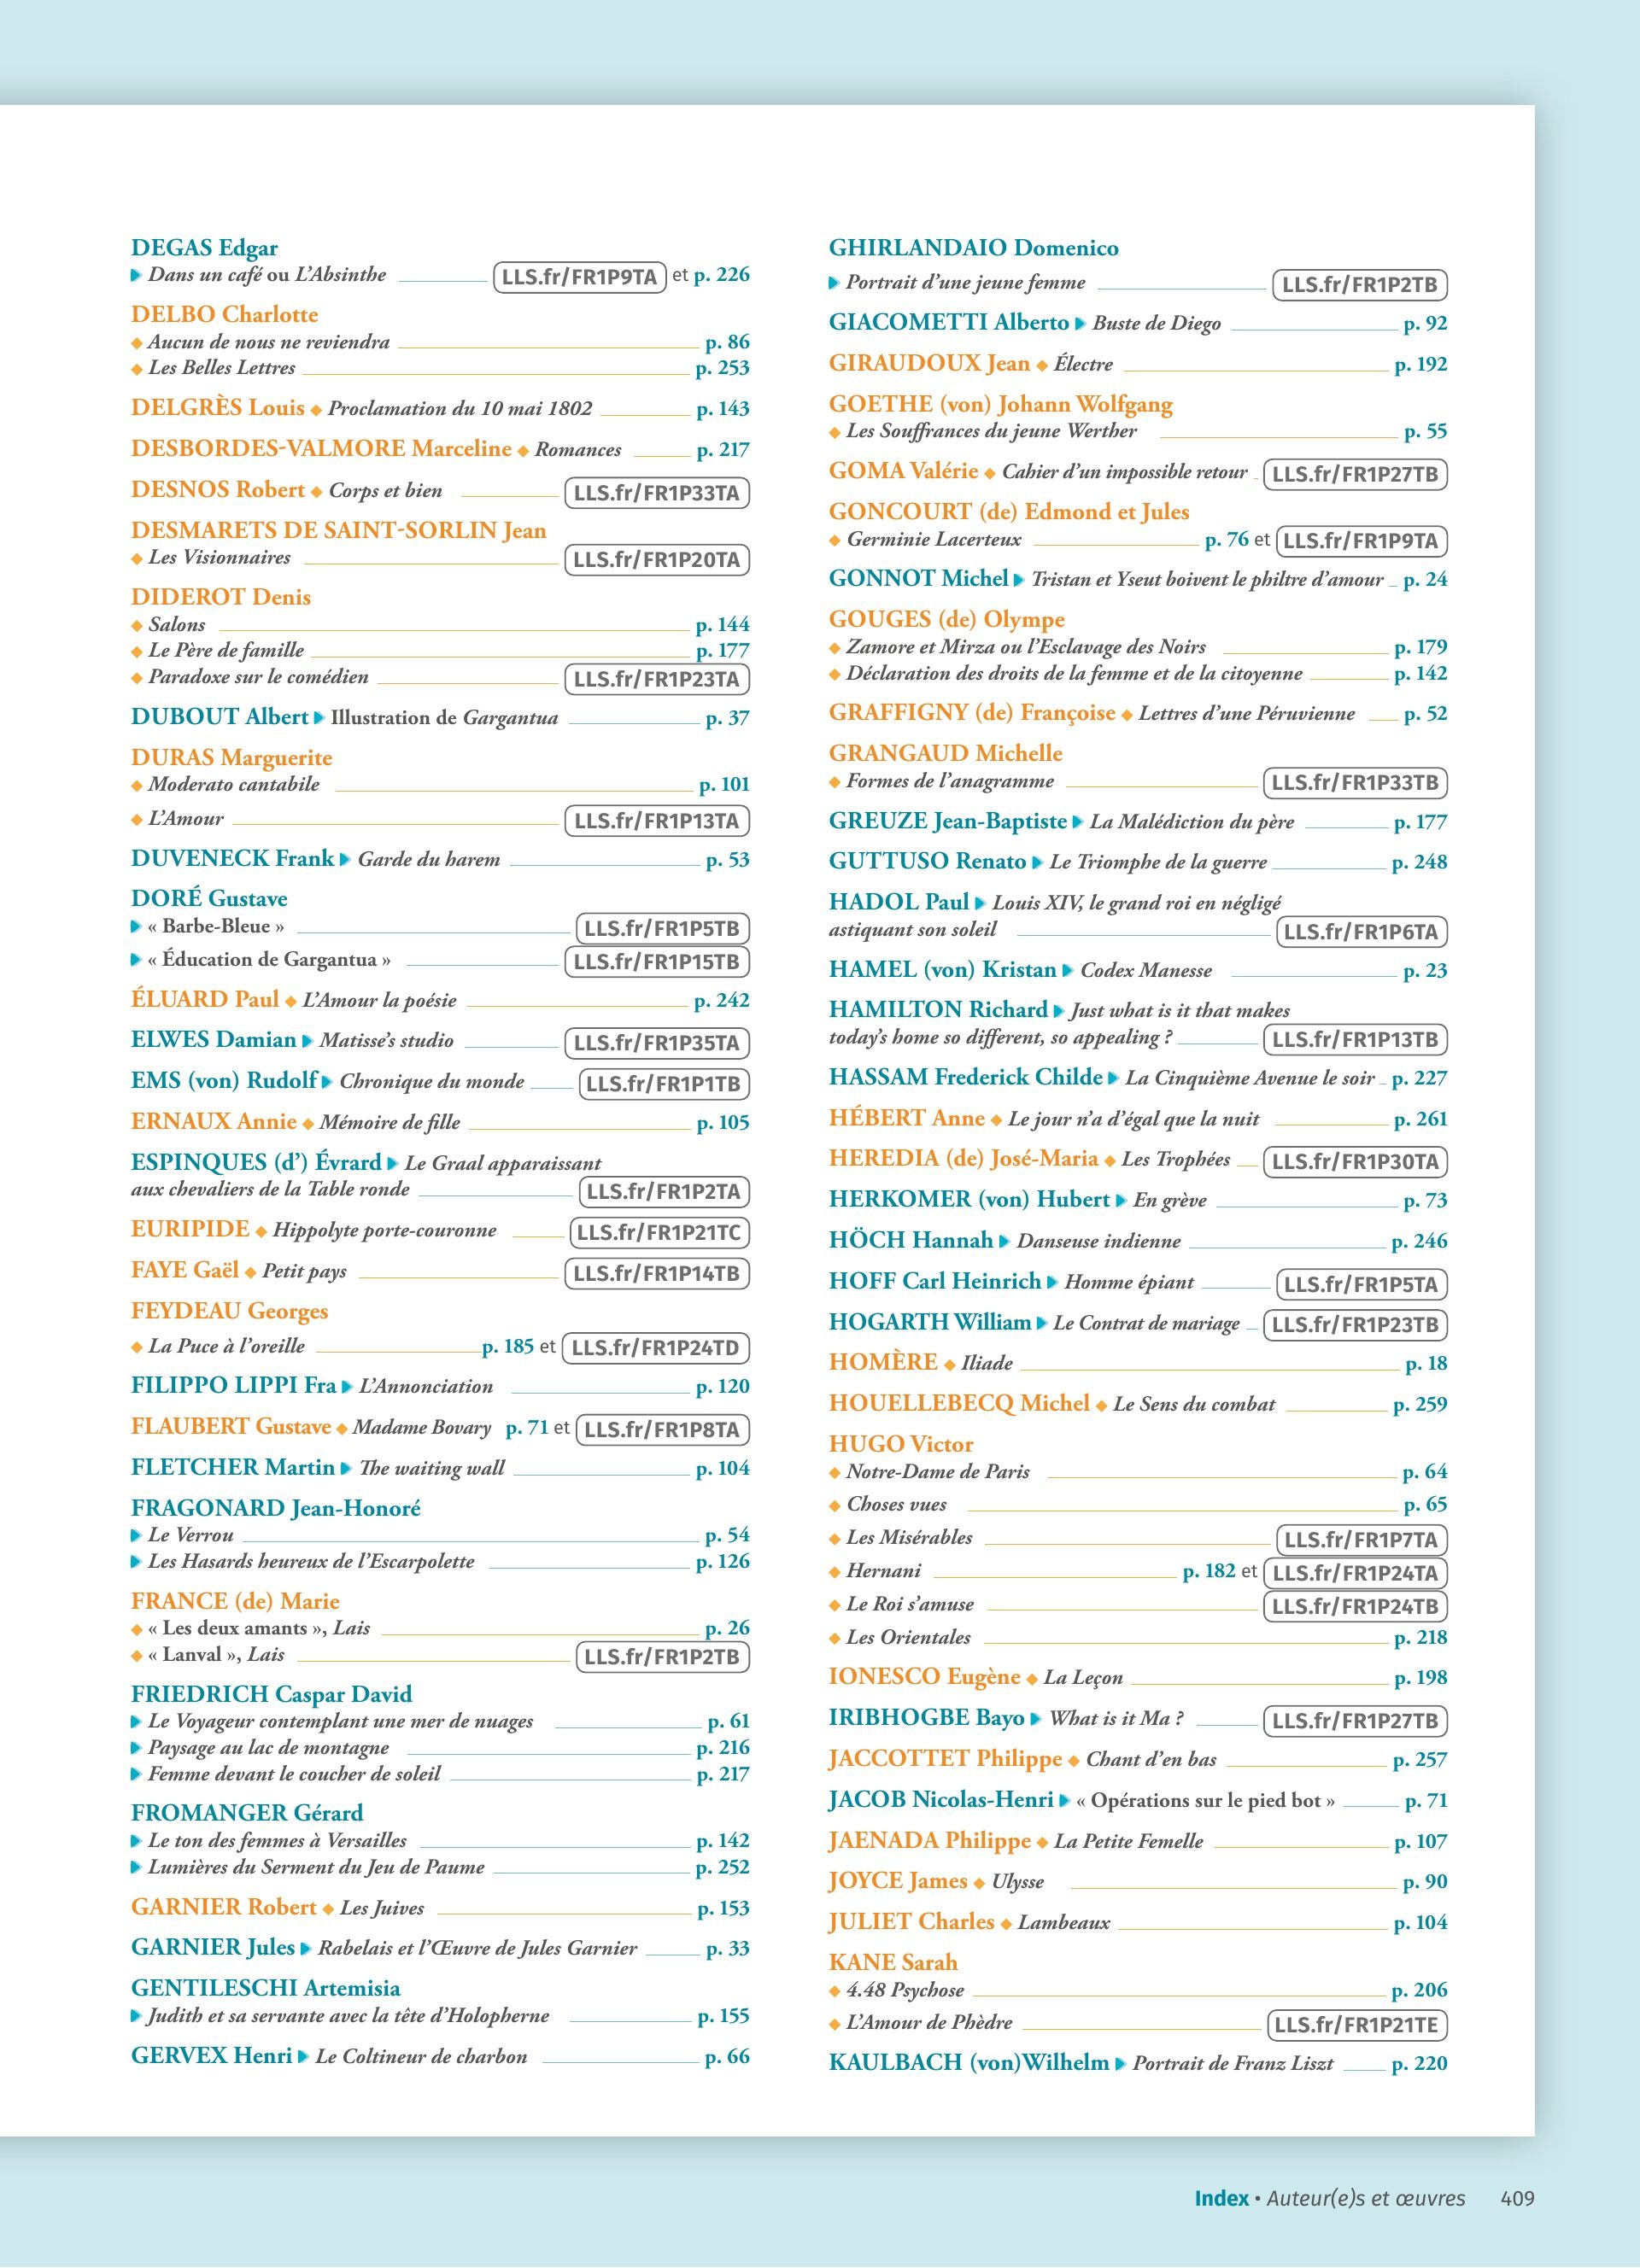 DEGAS Edgar
Dans un café ou L’Absinthe LLS.fr/FR1P9TA et p. 226
DELBO Charlotte
◆ Aucun de nous ne reviendra p. 86
◆ Les Belles Lettres p. 253
DELGRÈS Louis ◆ Proclamation du 10 mai 1802 p. 143
DESBORDES-VALMORE Marceline ◆ Romances p. 217
DESNOS Robert ◆ Corps et bien LLS.fr/FR1P33TA
DESMARETS DE SAINT-SORLIN Jean
◆ Les Visionnaires LLS.fr/FR1P20TA
DIDEROT Denis
◆ Salons p. 144
◆ Le Père de famille p. 177
◆ Paradoxe sur le comédien LLS.fr/FR1P23TA
DUBOUT Albert Illustration de Gargantua p. 37
DURAS Marguerite
◆ Moderato cantabile p. 101
◆ L’Amour LLS.fr/FR1P13TA
DUVENECK Frank Garde du harem p. 53
DORÉ Gustave
« Barbe-Bleue » LLS.fr/FR1P5TB
« Éducation de Gargantua » LLS.fr/FR1P15TB
ÉLUARD Paul ◆ L’Amour la poésie p. 242
ELWES Damian Matisse’s studio LLS.fr/FR1P35TA
EMS (von) Rudolf Chronique du monde LLS.fr/FR1P1TB
ERNAUX Annie ◆ Mémoire de fille p. 105
ESPINQUES (d’) Évrard Le Graal apparaissant
aux chevaliers de la Table ronde LLS.fr/FR1P2TA
EURIPIDE ◆ Hippolyte porte-couronne LLS.fr/FR1P21TC
FAYE Gaël ◆ Petit pays LLS.fr/FR1P14TB
FEYDEAU Georges
◆ La Puce à l’oreille p. 185 et LLS.fr/FR1P24TD
FILIPPO LIPPI Fra L’Annonciation p. 120
FLAUBERT Gustave ◆ Madame Bovary p. 71 et LLS.fr/FR1P8TA
FLETCHER Martin The waiting wall p. 104
FRAGONARD Jean-Honoré
Le Verrou p. 54
Les Hasards heureux de l’Escarpolette p. 126
FRANCE (de) Marie
◆ « Les deux amants », Lais p. 26
◆ « Lanval », Lais LLS.fr/FR1P2TB
FRIEDRICH Caspar David
Le Voyageur contemplant une mer de nuages p. 61
Paysage au lac de montagne p. 216
Femme devant le coucher de soleil p. 217
FROMANGER Gérard
Le ton des femmes à Versailles p. 142
Lumières du Serment du Jeu de Paume p. 252
GARNIER Robert ◆ Les Juives p. 153
GARNIER Jules Rabelais et l’Œuvre de Jules Garnier p. 33
GENTILESCHI Artemisia
Judith et sa servante avec la tête d’Holopherne p. 155
GERVEX Henri Le Coltineur de charbon p. 66
GHIRLANDAIO Domenico
Portrait d’une jeune femme LLS.fr/FR1P2TB
GIACOMETTI Alberto Buste de Diego p. 92
GIRAUDOUX Jean ◆ Électre p. 192
GOETHE (von) Johann Wolfgang
◆ Les Souffrances du jeune Werther p. 55
GOMA Valérie ◆ Cahier d’un impossible retour LLS.fr/FR1P27TB
GONCOURT (de) Edmond et Jules
◆ Germinie Lacerteux p. 76 et LLS.fr/FR1P9TA
GONNOT Michel Tristan et Yseut boivent le philtre d’amour p. 24
GOUGES (de) Olympe
◆ Zamore et Mirza ou l’Esclavage des Noirs p. 179
◆ Déclaration des droits de la femme et de la citoyenne p. 142
GRAFFIGNY (de) Françoise ◆ Lettres d’une Péruvienne p. 52
GRANGAUD Michelle
◆ Formes de l’anagramme LLS.fr/FR1P33TB
GREUZE Jean-Baptiste La Malédiction du père p. 177
GUTTUSO Renato Le Triomphe de la guerre p. 248
HADOL Paul Louis XIV, le grand roi en négligé
astiquant son soleil LLS.fr/FR1P6TA
HAMEL (von) Kristan Codex Manesse p. 23
HAMILTON Richard Just what is it that makes
today’s home so different, so appealing ? LLS.fr/FR1P13TB
HASSAM Frederick Childe La Cinquième Avenue le soir p. 227
HÉBERT Anne ◆ Le jour n’a d’égal que la nuit p. 261
HEREDIA (de) José-Maria ◆ Les Trophées LLS.fr/FR1P30TA
HERKOMER (von) Hubert En grève p. 73
HÖCH Hannah Danseuse indienne p. 246
HOFF Carl Heinrich Homme épiant LLS.fr/FR1P5TA
HOGARTH William Le Contrat de mariage LLS.fr/FR1P23TB
HOMÈRE ◆ Iliade p. 18
HOUELLEBECQ Michel ◆ Le Sens du combat p. 259
HUGO Victor
◆ Notre-Dame de Paris p. 64
◆ Choses vues p. 65
◆ Les Misérables LLS.fr/FR1P7TA
◆ Hernani p. 182 et LLS.fr/FR1P24TA
◆ Le Roi s’amuse LLS.fr/FR1P24TB
◆ Les Orientales p. 218
IONESCO Eugène ◆ La Leçon p. 198
IRIBHOGBE Bayo What is it Ma ? LLS.fr/FR1P27TB
JACCOTTET Philippe ◆ Chant d’en bas p. 257
JACOB Nicolas-Henri « Opérations sur le pied bot » p. 71
JAENADA Philippe ◆ La Petite Femelle p. 107
JOYCE James ◆ Ulysse p. 90
JULIET Charles ◆ Lambeaux p. 104
KANE Sarah
◆ 4.48 Psychose p. 206
◆ L’Amour de Phèdre LLS.fr/FR1P21TE
KAULBACH (von)Wilhelm Portrait de Franz Liszt p. 220
Index • Auteur(e)s et œuvres 409